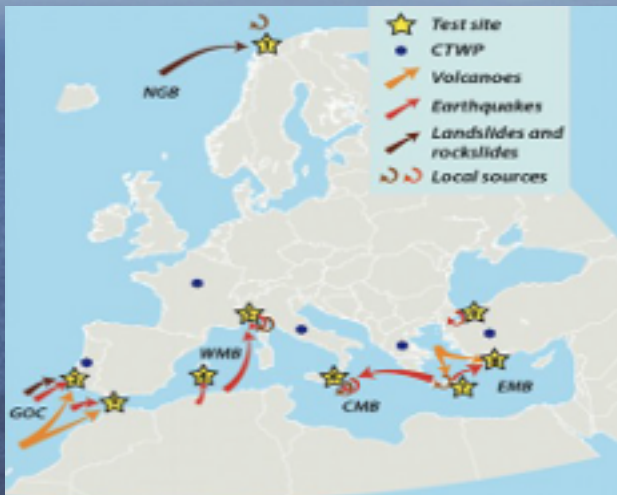 Test site
CTWP
Volcanoes
Earthquakes
Landslides and
rockslides
Local sources
NGB
WMB
GOC
CMB
EMB